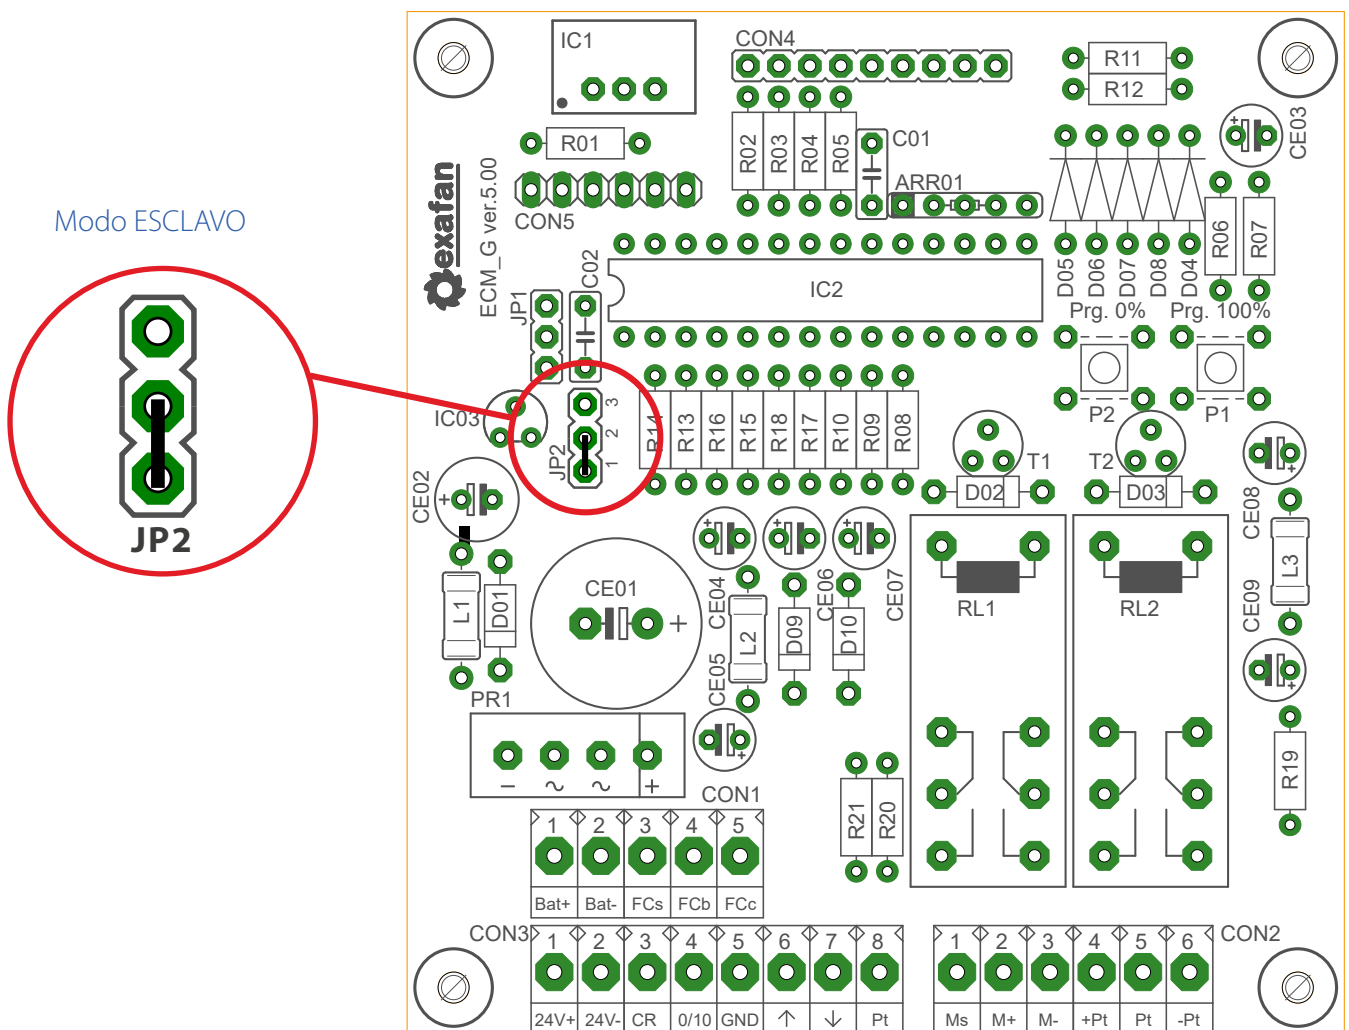 Modo ESCLAVO
JP2
exafan
ECM_G ver.5.00
IC1
CON4
R11
R12
CE03
R01
R02
R03
R04
R05
C01
ARR01
CON5
D05
D06
D07
D08
D04
R06
R07
C02
JP1
IC2
Prg. 0%
Prg. 100%
P2
P1
IC03
JP2
3
2
1
R14
R13
R16
R15
R18
R17
R10
R09
R08
T1
T2
D02
D03
CE02
+
CE08
+
L1
D01
CE01
+
CE04
+
CE06
+
CE07
+
L2
D09
D10
CE05
+
RL1
RL2
L3
CE09
+
PR1
− ~ ~ +
R21
R20
R19
CON1
1 2 3 4 5
Bat+ Bat- FCs FCb FCc
CON3
1 2 3 4 5 6 7 8
24V+ 24V- CR 0/10 GND ↑ ↓ Pt
CON2
1 2 3 4 5 6
Ms M+ M- +Pt Pt -Pt